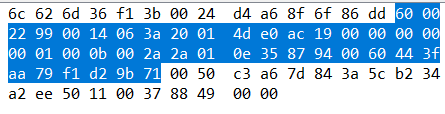 6c 62 6d 36 f1 3b 00 24 d4 a6 8f 6f 86 dd 60 00
22 99 00 14 06 3a 20 01 4d e0 ac 19 00 00 00 00
00 01 00 0b 00 2a 2a 01 0e 35 87 94 00 60 44 3f
aa 79 f1 d2 9b 71 00 50 c3 a6 7d 84 3a 5c b2 34
a2 ee 50 11 00 37 88 49 00 00